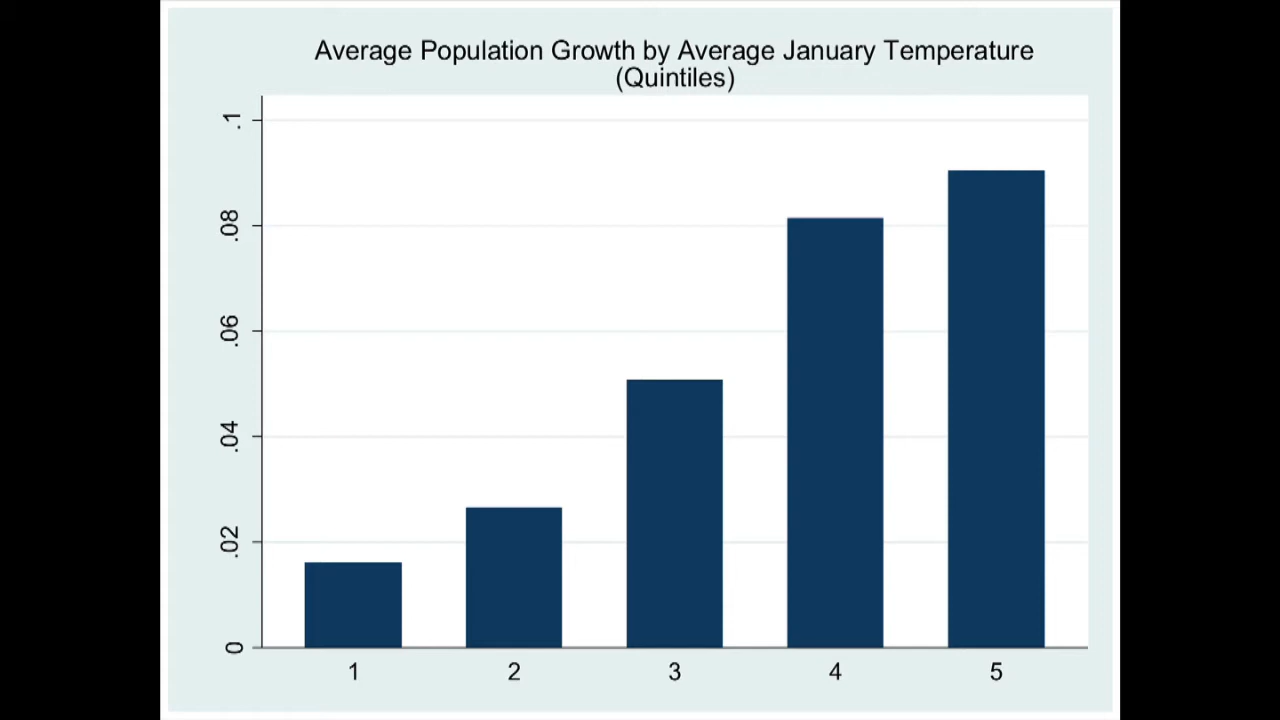 Average Population Growth by Average January Temperature
(Quintiles)
.1
.08
.06
.04
.02
0
1 2 3 4 5